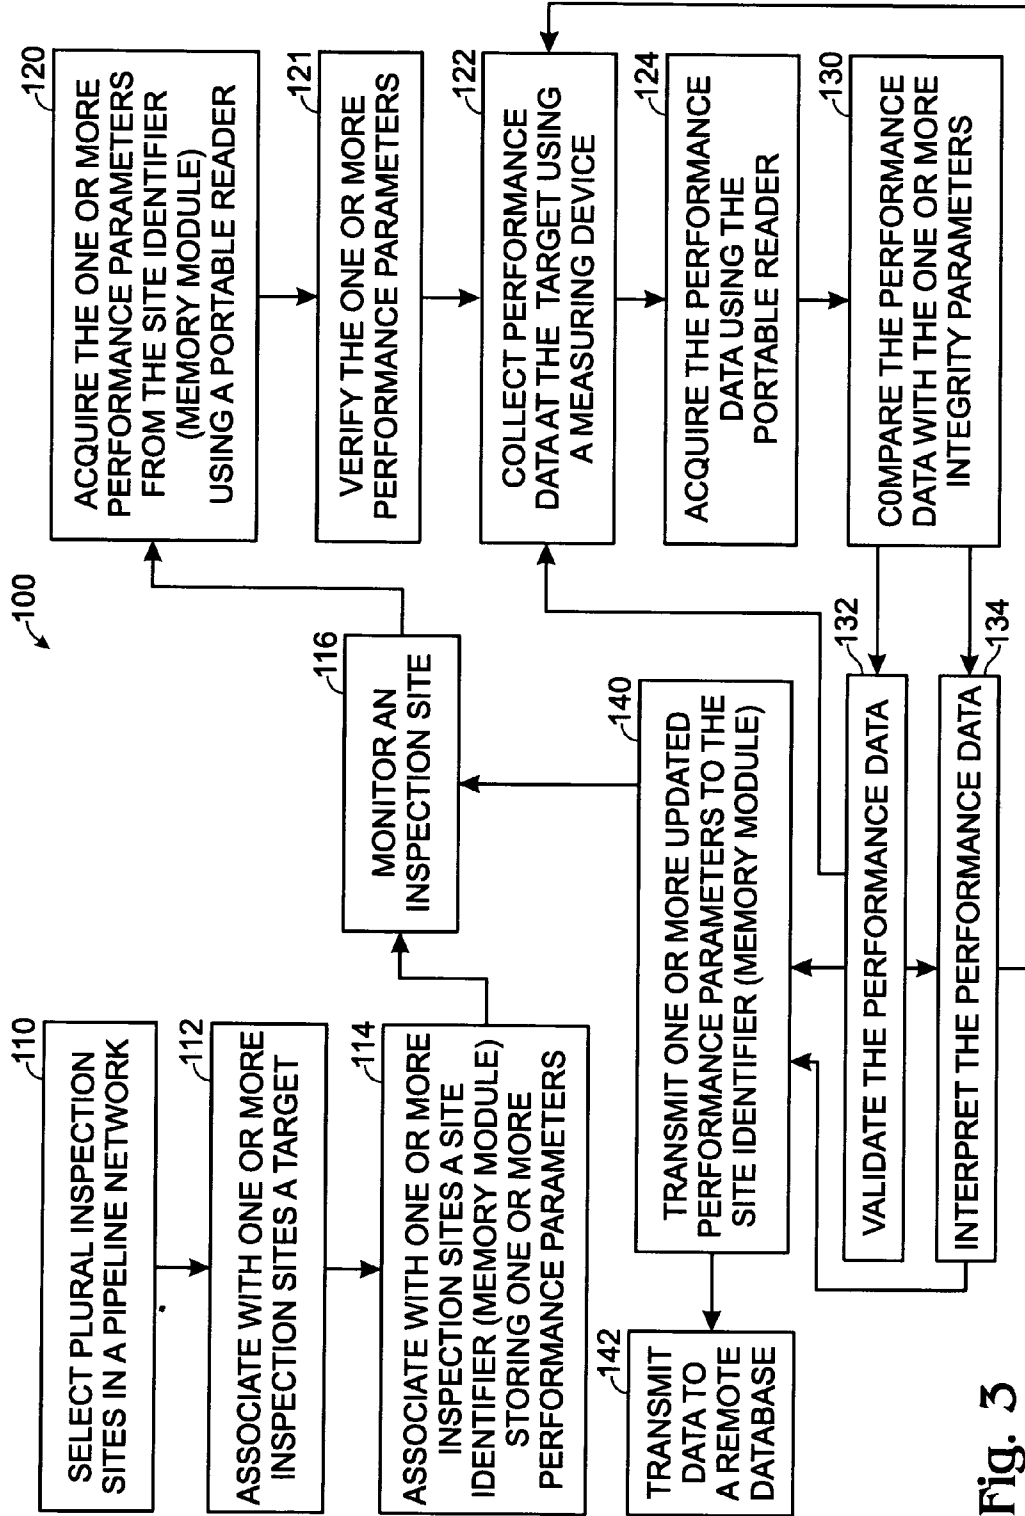 100
110
SELECT PLURAL INSPECTION
SITES IN A PIPELINE NETWORK
112
ASSOCIATE WITH ONE OR MORE
INSPECTION SITES A TARGET
114
ASSOCIATE WITH ONE OR MORE
INSPECTION SITES A SITE
IDENTIFIER (MEMORY MODULE)
STORING ONE OR MORE
PERFORMANCE PARAMETERS
116
MONITOR AN
INSPECTION SITE
120
ACQUIRE THE ONE OR MORE
PERFORMANCE PARAMETERS
FROM THE SITE IDENTIFIER
(MEMORY MODULE)
USING A PORTABLE READER
121
VERIFY THE ONE OR MORE
PERFORMANCE PARAMETERS
122
COLLECT PERFORMANCE
DATA AT THE TARGET USING
A MEASURING DEVICE
124
ACQUIRE THE PERFORMANCE
DATA USING THE
PORTABLE READER
130
COMPARE THE PERFORMANCE
DATA WITH THE ONE OR MORE
INTEGRITY PARAMETERS
132
VALIDATE THE PERFORMANCE DATA
134
INTERPRET THE PERFORMANCE DATA
140
TRANSMIT ONE OR MORE UPDATED
PERFORMANCE PARAMETERS TO THE
SITE IDENTIFIER (MEMORY MODULE)
142
TRANSMIT
DATA TO
A REMOTE
DATABASE
Fig. 3